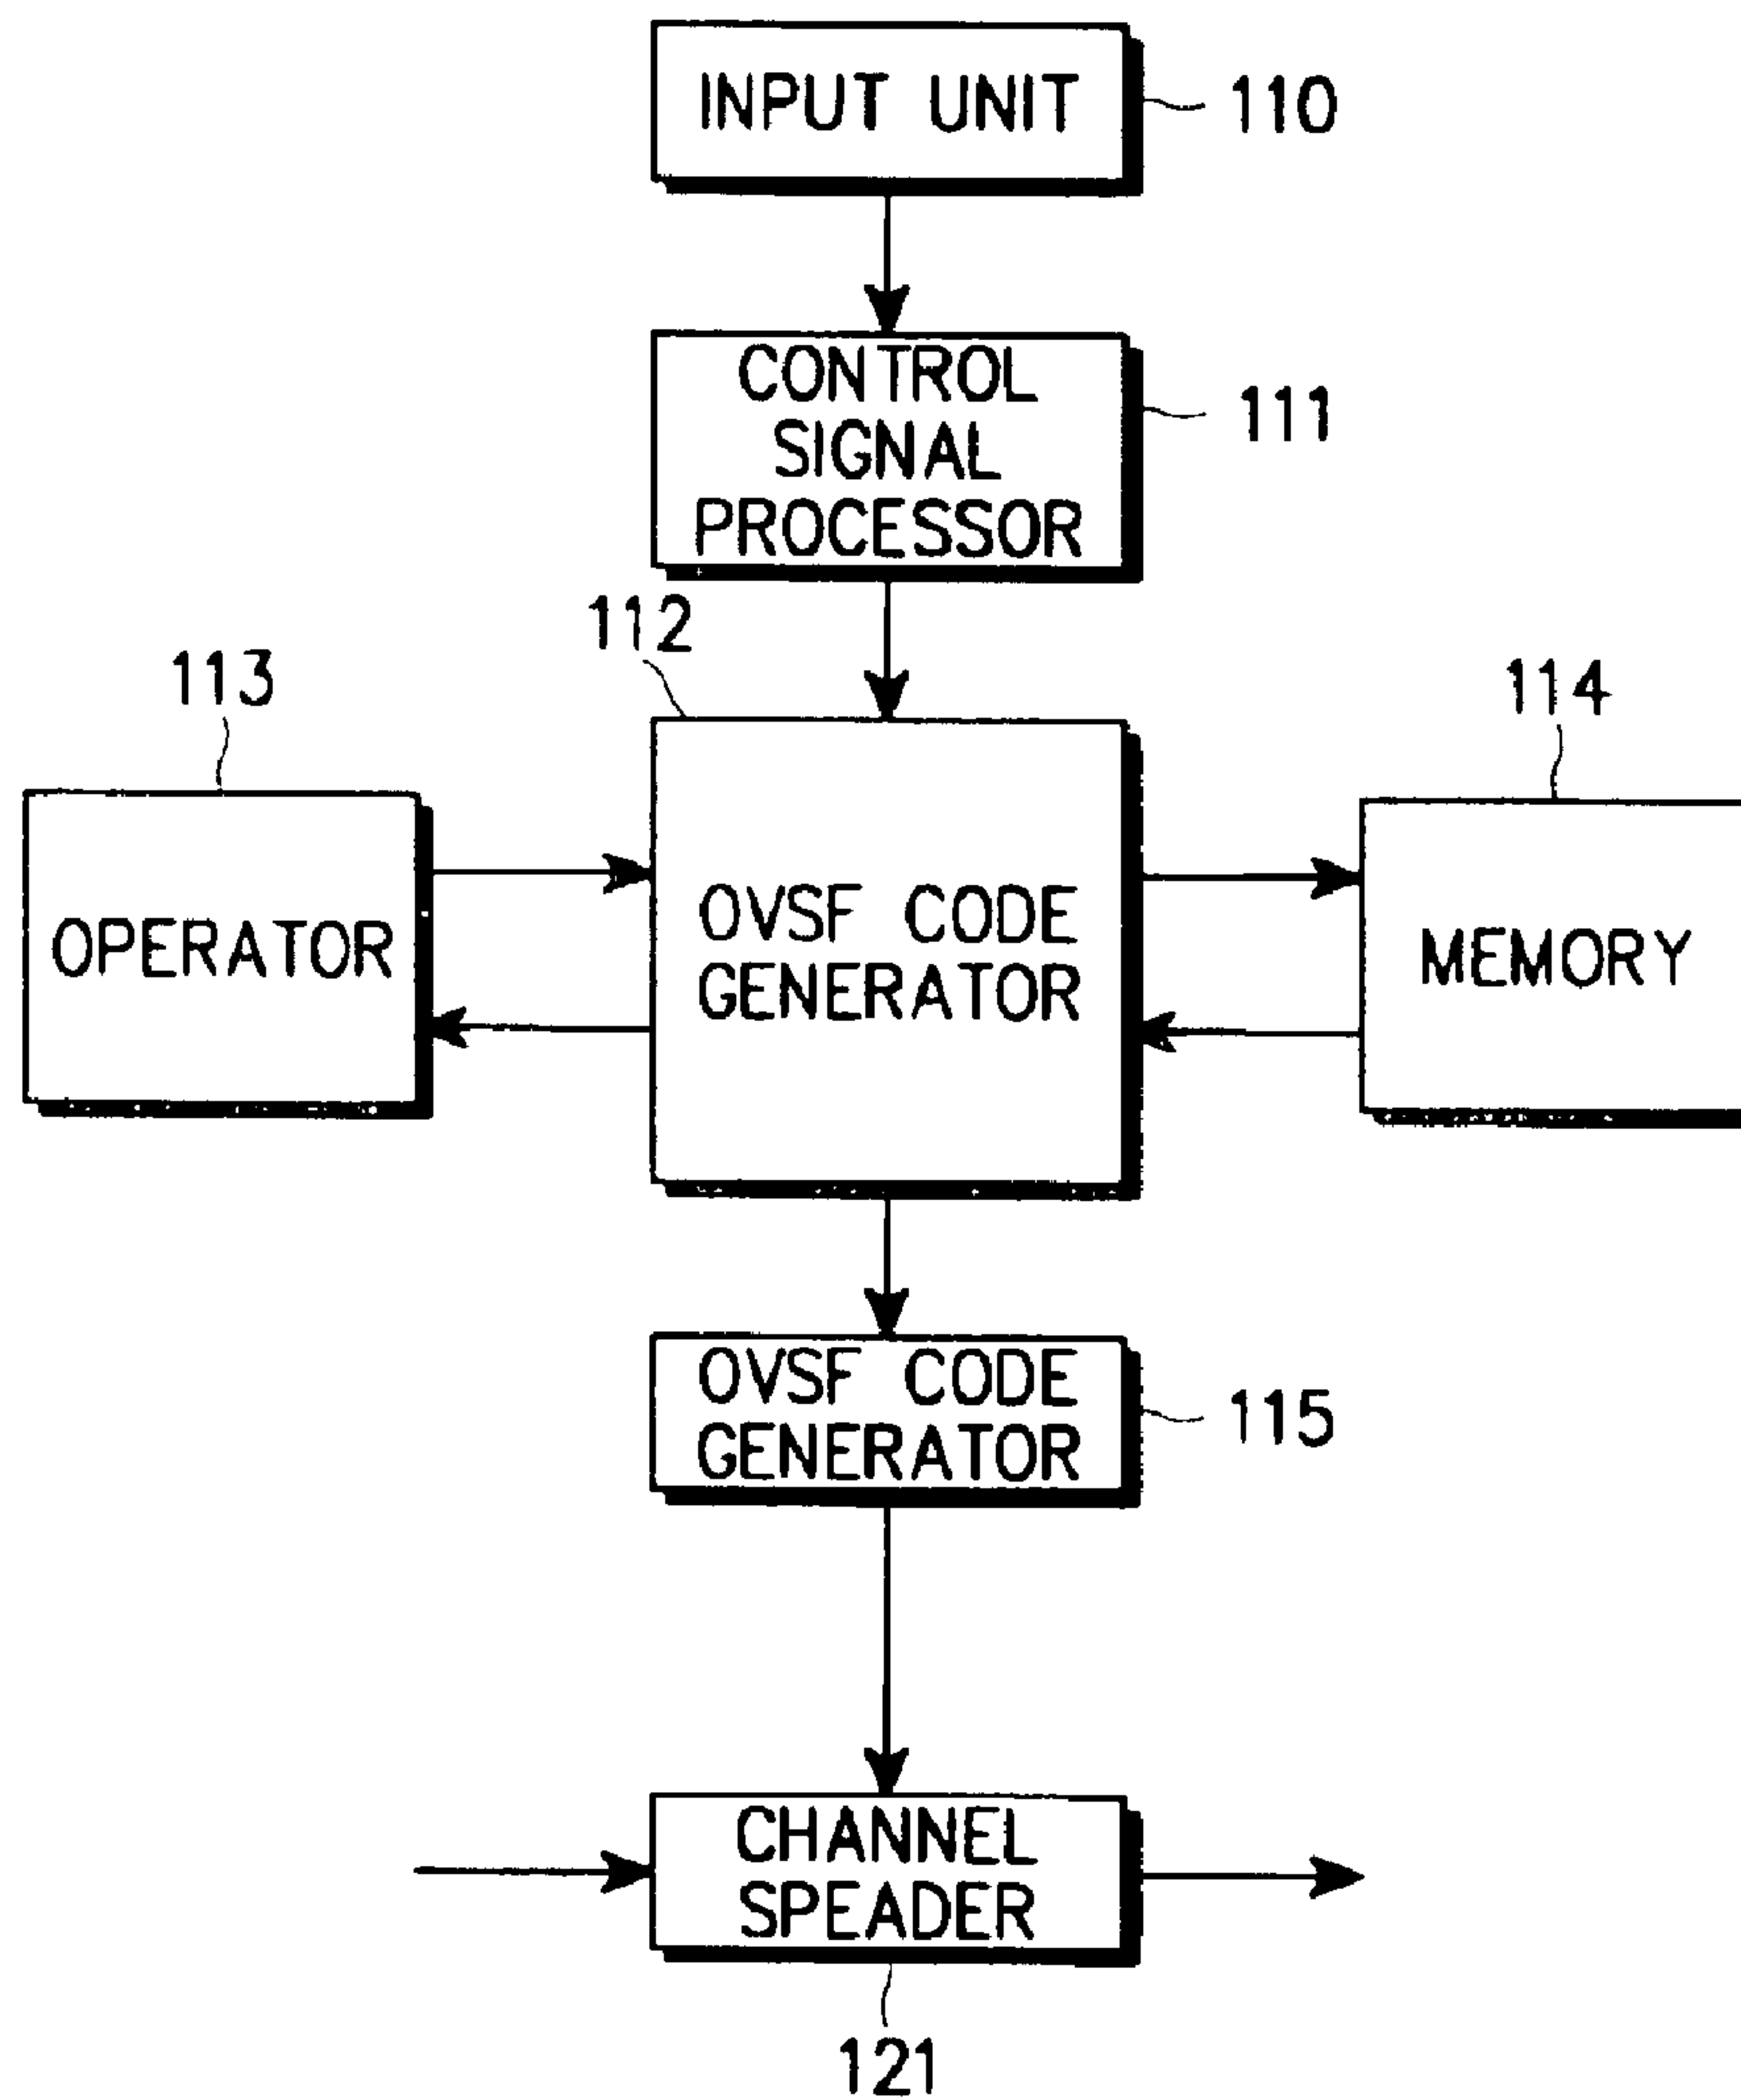 INPUT UNIT
110
CONTROL
SIGNAL
PROCESSOR
111
112
113
114
OPERATOR
OVSF CODE
GENERATOR
MEMORY
OVSF CODE
GENERATOR
115
CHANNEL
SPEADER
121